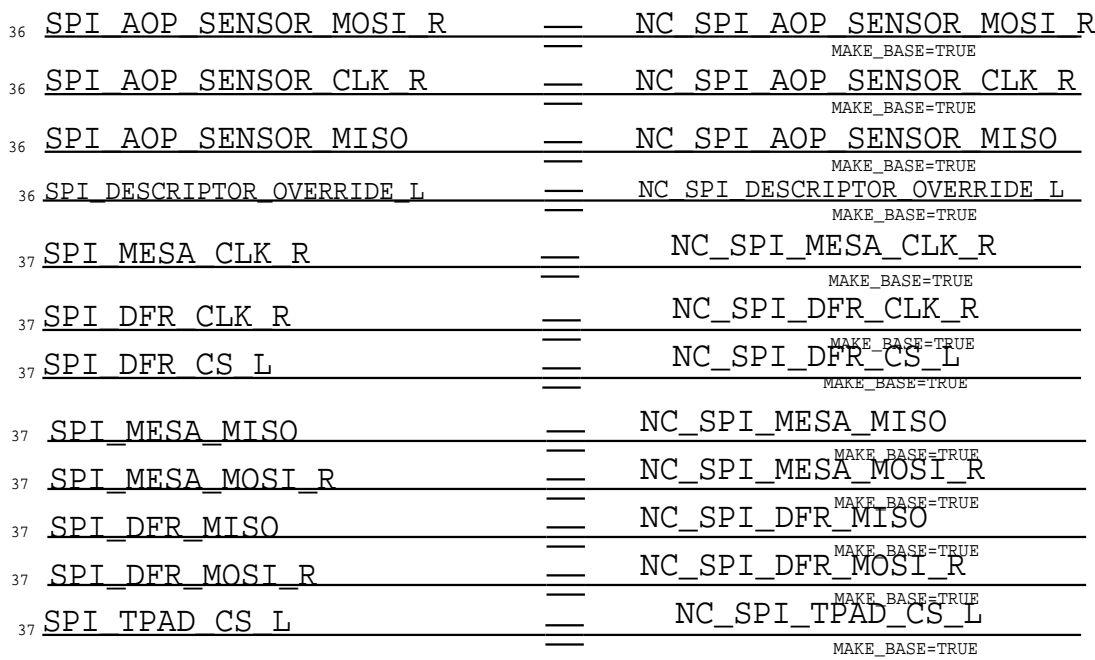 36 SPI_AOP_SENSOR_MOSI_R NC_SPI_AOP_SENSOR_MOSI_R
MAKE_BASE=TRUE
36 SPI_AOP_SENSOR_CLK_R NC_SPI_AOP_SENSOR_CLK_R
MAKE_BASE=TRUE
36 SPI_AOP_SENSOR_MISO NC_SPI_AOP_SENSOR_MISO
MAKE_BASE=TRUE
36 SPI_DESCRIPTOR_OVERRIDE_L NC_SPI_DESCRIPTOR_OVERRIDE_L
MAKE_BASE=TRUE
37 SPI_MESA_CLK_R NC_SPI_MESA_CLK_R
MAKE_BASE=TRUE
37 SPI_DFR_CLK_R NC_SPI_DFR_CLK_R
MAKE_BASE=TRUE
37 SPI_DFR_CS_L NC_SPI_DFR_CS_L
MAKE_BASE=TRUE
37 SPI_MESA_MISO NC_SPI_MESA_MISO
MAKE_BASE=TRUE
37 SPI_MESA_MOSI_R NC_SPI_MESA_MOSI_R
MAKE_BASE=TRUE
37 SPI_DFR_MISO NC_SPI_DFR_MISO
MAKE_BASE=TRUE
37 SPI_DFR_MOSI_R NC_SPI_DFR_MOSI_R
MAKE_BASE=TRUE
37 SPI_TPAD_CS_L NC_SPI_TPAD_CS_L
MAKE_BASE=TRUE